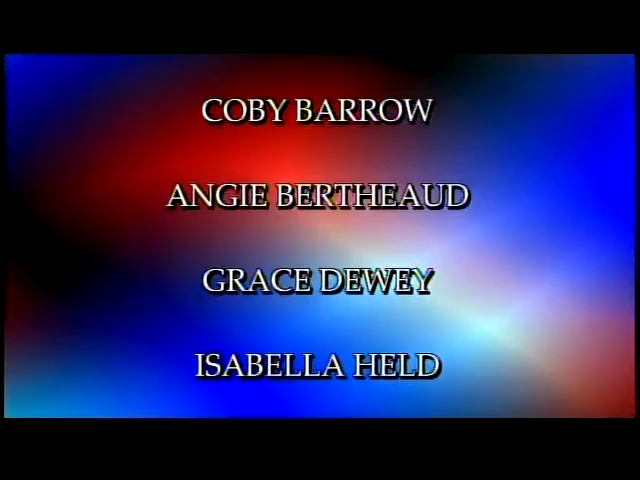 COBY BARROW
ANGIE BERTHEAUD
GRACE DEWEY
ISABELLA HELD